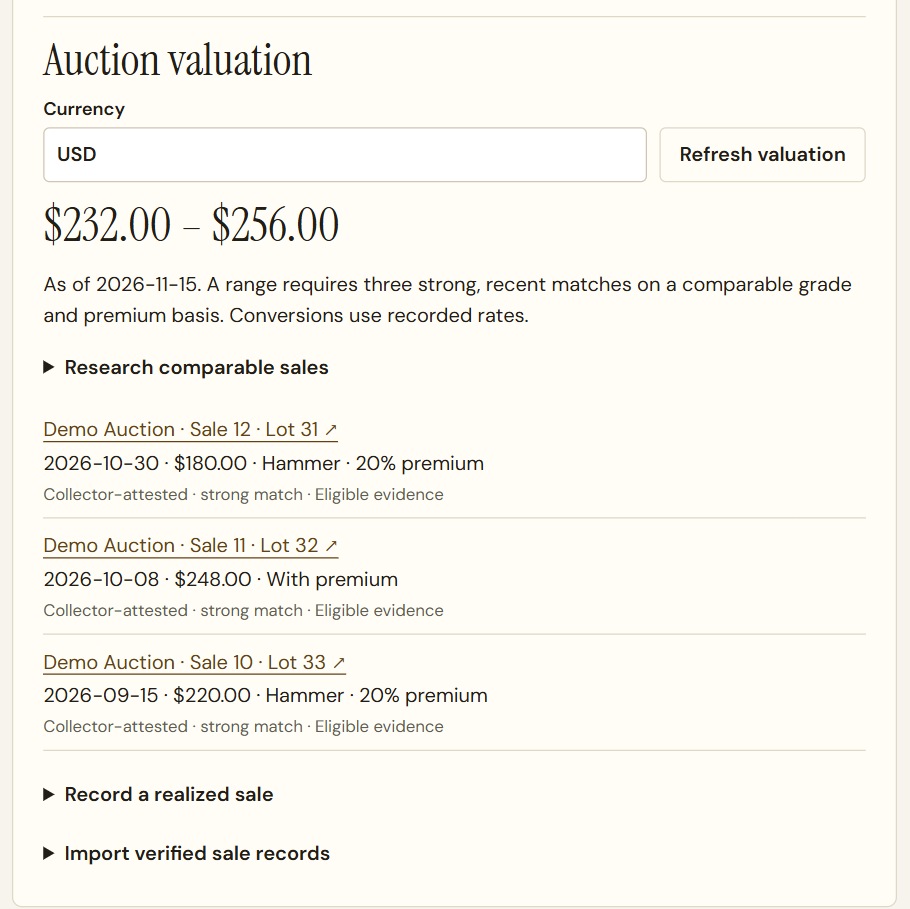 Auction valuation
Currency
USD
Refresh valuation
$232.00 – $256.00
As of 2026-11-15. A range requires three strong, recent matches on a comparable grade
and premium basis. Conversions use recorded rates.
▶ Research comparable sales
Demo Auction · Sale 12 · Lot 31 ↗
2026-10-30 · $180.00 · Hammer · 20% premium
Collector-attested · strong match · Eligible evidence
Demo Auction · Sale 11 · Lot 32 ↗
2026-10-08 · $248.00 · With premium
Collector-attested · strong match · Eligible evidence
Demo Auction · Sale 10 · Lot 33 ↗
2026-09-15 · $220.00 · Hammer · 20% premium
Collector-attested · strong match · Eligible evidence
▶ Record a realized sale
▶ Import verified sale records